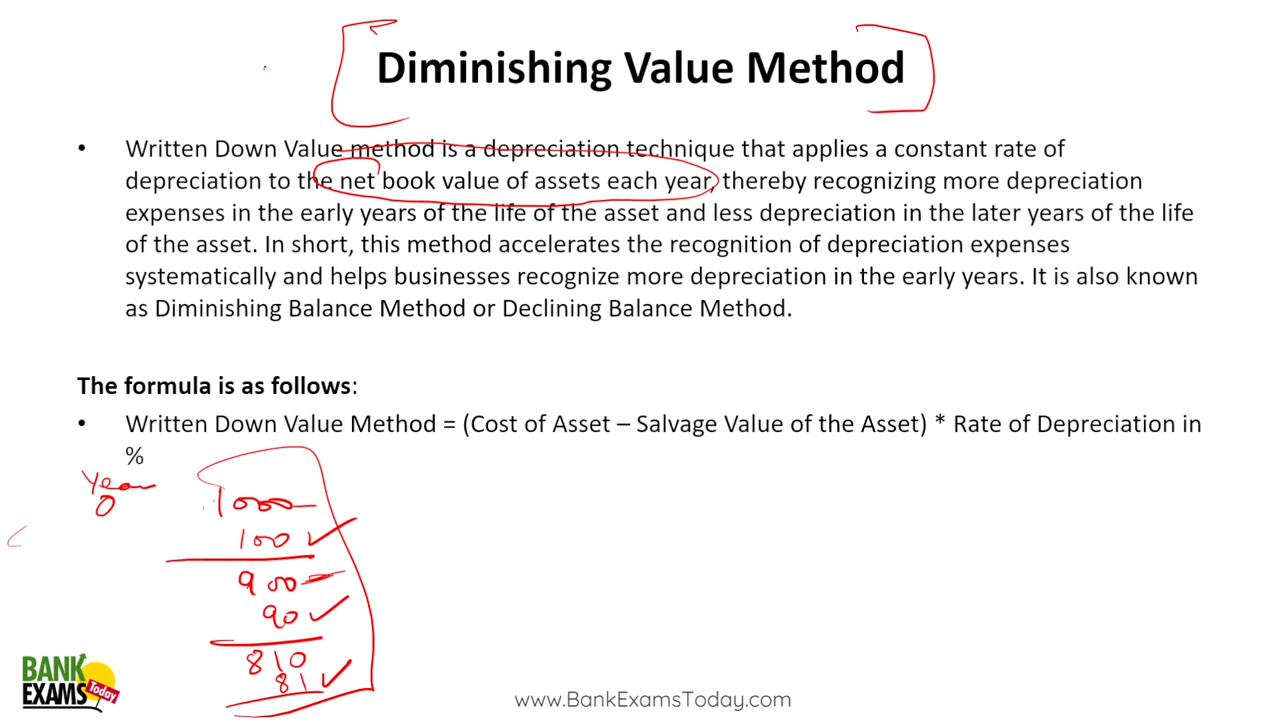 Diminishing Value Method
• Written Down Value method is a depreciation technique that applies a constant rate of
depreciation to the net book value of assets each year, thereby recognizing more depreciation
expenses in the early years of the life of the asset and less depreciation in the later years of the life
of the asset. In short, this method accelerates the recognition of depreciation expenses
systematically and helps businesses recognize more depreciation in the early years. It is also known
as Diminishing Balance Method or Declining Balance Method.
The formula is as follows:
• Written Down Value Method = (Cost of Asset – Salvage Value of the Asset) * Rate of Depreciation in
%
Year
0
1000
100
900
90
810
81
BANK
EXAMS Today
www.BankExamsToday.com